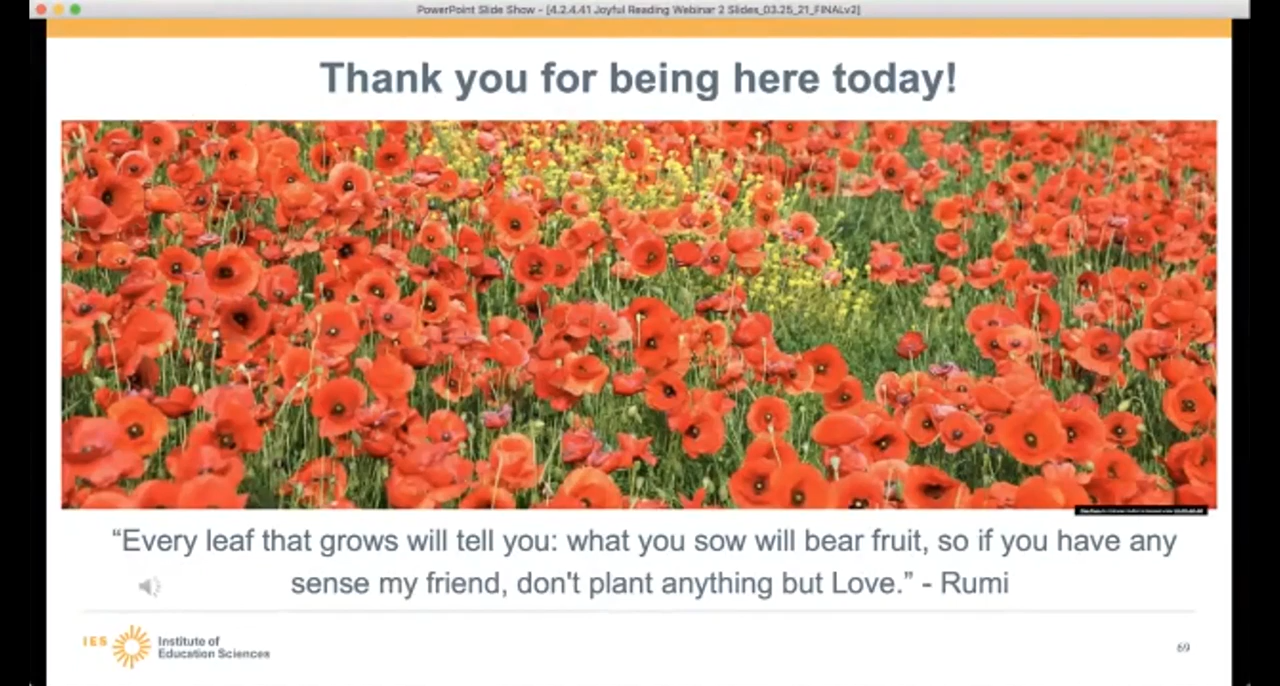 PowerPoint Slide Show - [4.2.4.41 Joyful Reading Webinar 2 Slides_03.25_21_FINALv2]
Thank you for being here today!
“Every leaf that grows will tell you: what you sow will bear fruit, so if you have any
sense my friend, don't plant anything but Love.” - Rumi
IES
Institute of
Education Sciences
69